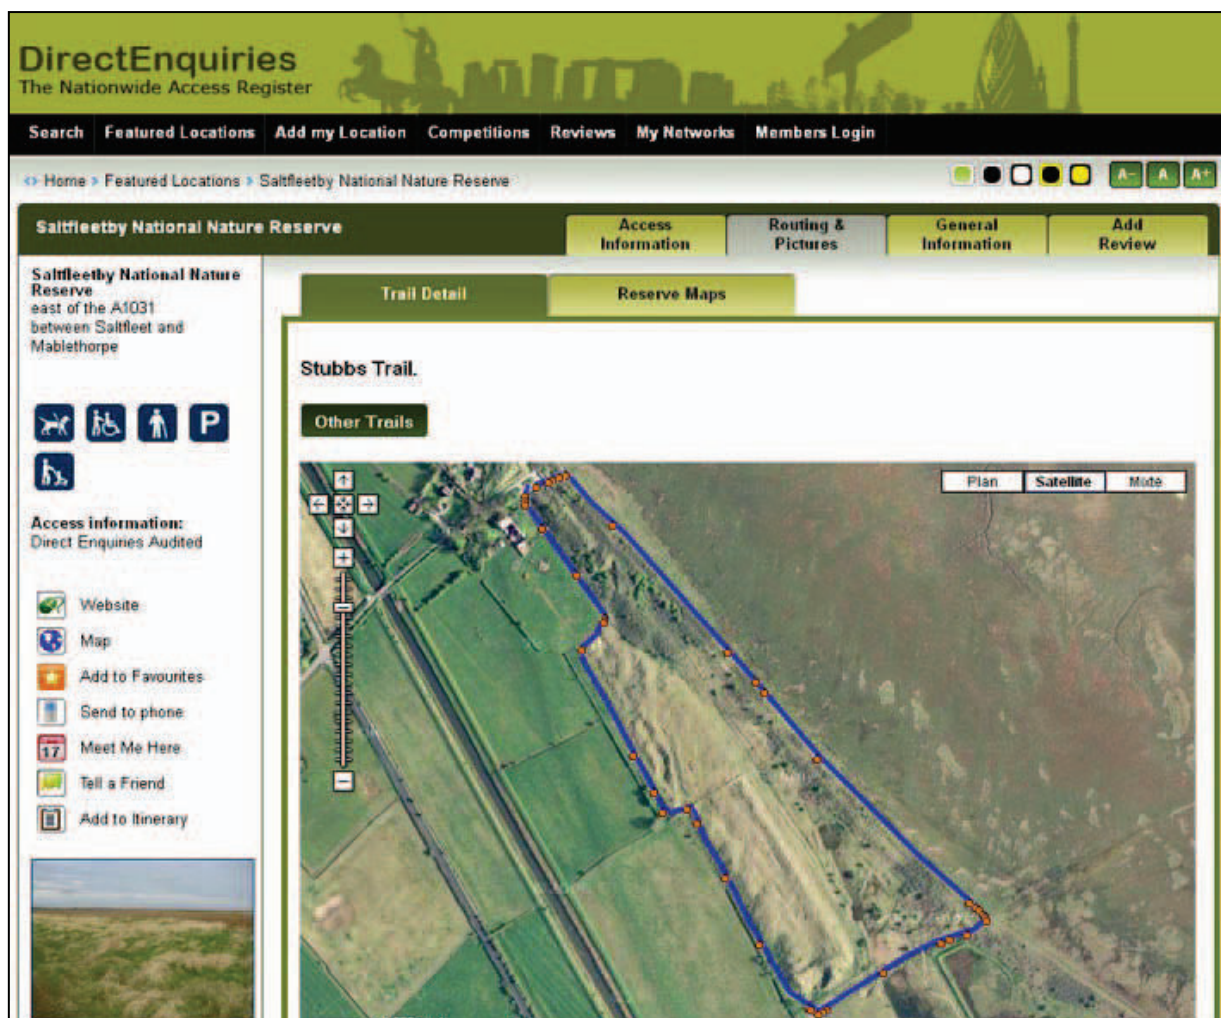 DirectEnquiries
The Nationwide Access Register
Search Featured Locations Add my Location Competitions Reviews My Networks Members Login
Home Featured Locations Saltfleetby National Nature Reserve
A- A A+
Saltfleetby National Nature Reserve
Access
Information
Routing &
Pictures
General
Information
Add
Review
Saltfleetby National Nature
Reserve
east of the A1031
between Saltfleet and
Mablethorpe
P
Access information:
Direct Enquiries Audited
Website
Map
Add to Favourites
Send to phone
17
Meet Me Here
Tell a Friend
Add to Itinerary
Trail Detail
Reserve Maps
Stubbs Trail.
Other Trails
Plan Satellite Mixte